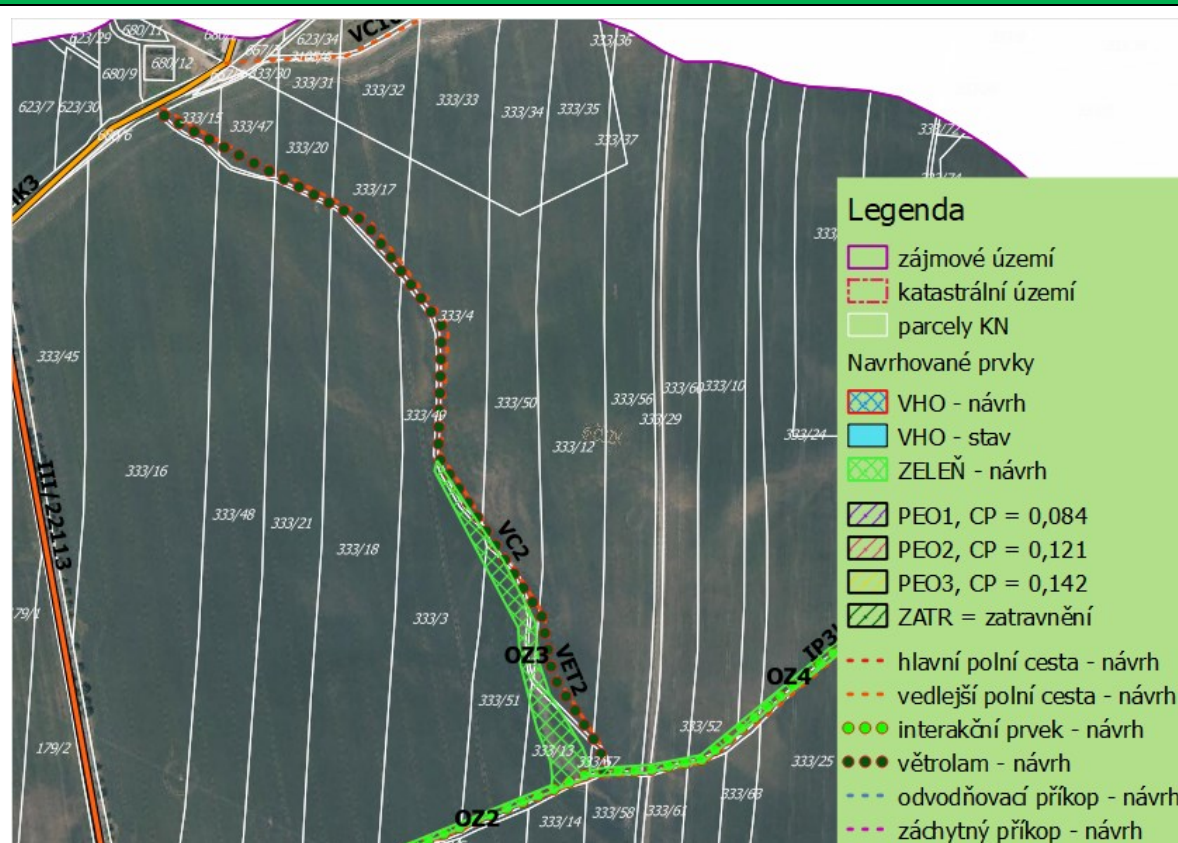 623/29
680/11
623/34
VC10
333/36
680/9
680/12
333/30
333/31
333/32
333/33
333/34
333/35
623/7
623/30
333/15
333/47
333/37
333/20
333/17
HK3
333/4
333/45
333/49
333/50
333/56
333/29
333/60
333/10
333/12
333/24
333/16
III/22113
333/48
333/21
333/18
VC2
333/3
OZ3
VET2
IP3
OZ4
333/51
333/52
179/2
333/13
333/57
333/25
OZ2
333/14
333/58
333/61
333/63
Legenda
zájmové území
katastrální území
parcely KN
Navrhované prvky
VHO - návrh
VHO - stav
ZELEŇ - návrh
PEO1, CP = 0,084
PEO2, CP = 0,121
PEO3, CP = 0,142
ZATR = zatravnění
hlavní polní cesta - návrh
vedlejší polní cesta - návrh
interakční prvek - návrh
větrolam - návrh
odvodňovací příkop - návrh
záchytný příkop - návrh